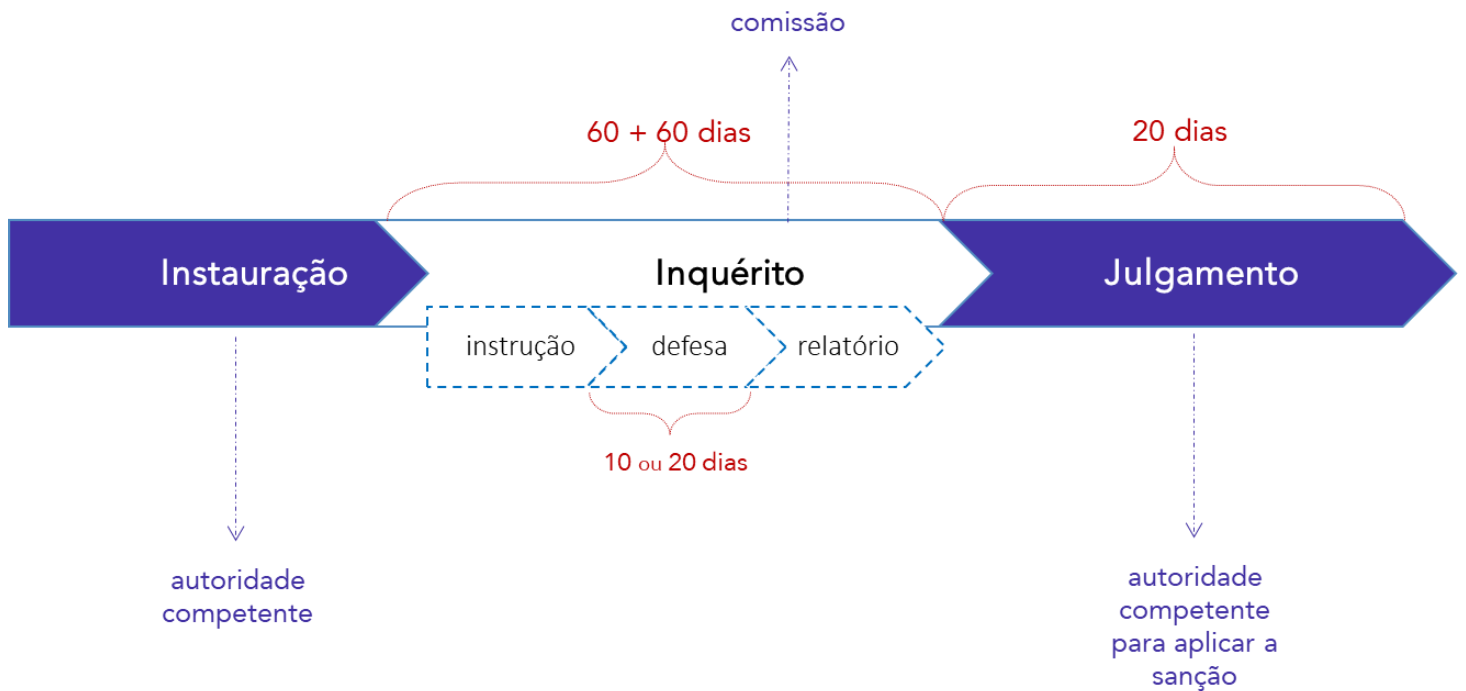 comissão
60 + 60 dias
20 dias
Instauração
Inquérito
Julgamento
instrução
defesa
relatório
10 ou 20 dias
autoridade
competente
autoridade
competente
para aplicar a
sanção